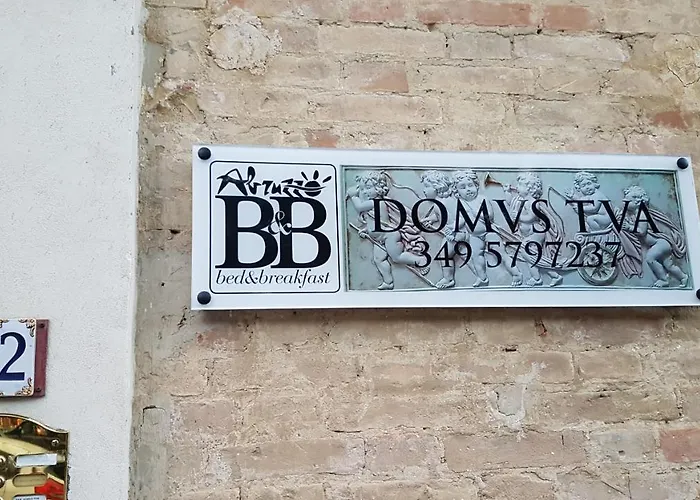 Abruzzo
B&B
bed&breakfast
DOMVS TVA
349 5797237
2